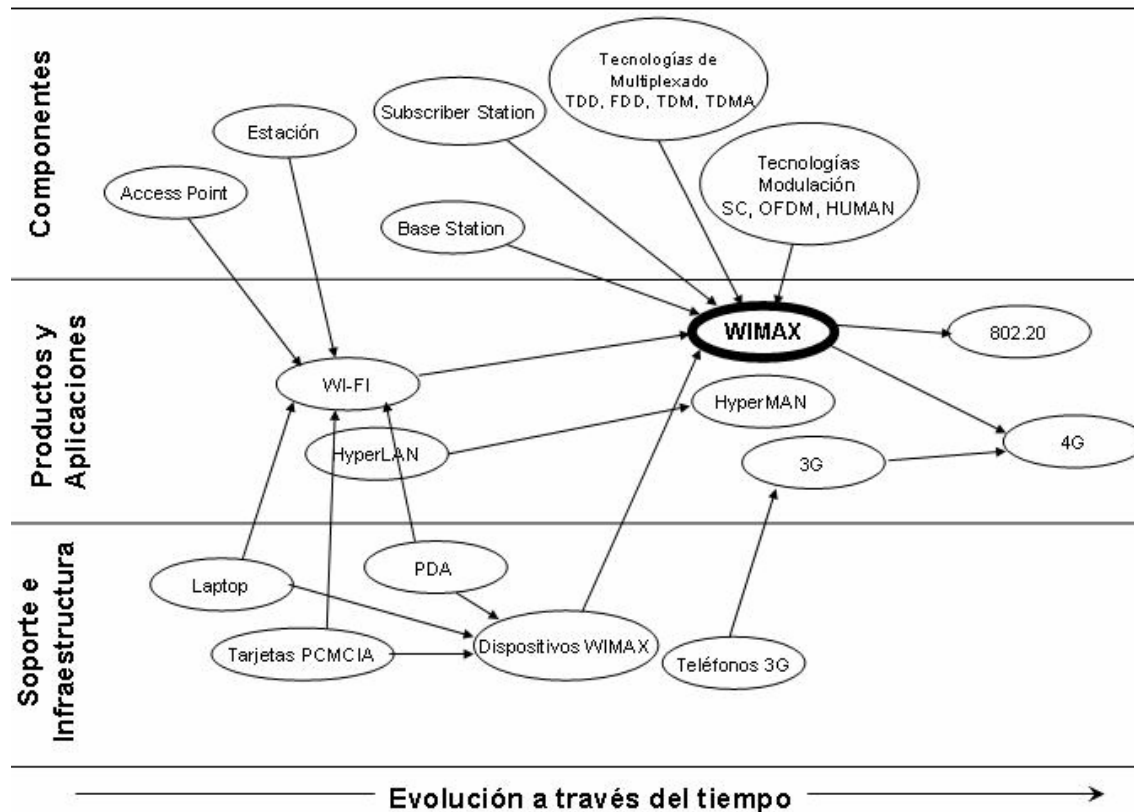 Componentes
Tecnologías de
Multiplexado
TDD, FDD, TDM, TDMA
Subscriber Station
Estación
Tecnologías
Modulación
SC, OFDM, HUMAN
Access Point
Base Station
Productos y
Aplicaciones
WIMAX
802.20
WI-FI
HyperMAN
HyperLAN
3G
4G
Soporte e
Infraestructura
PDA
Laptop
Dispositivos WIMAX
Tarjetas PCMCIA
Teléfonos 3G
Evolución a través del tiempo